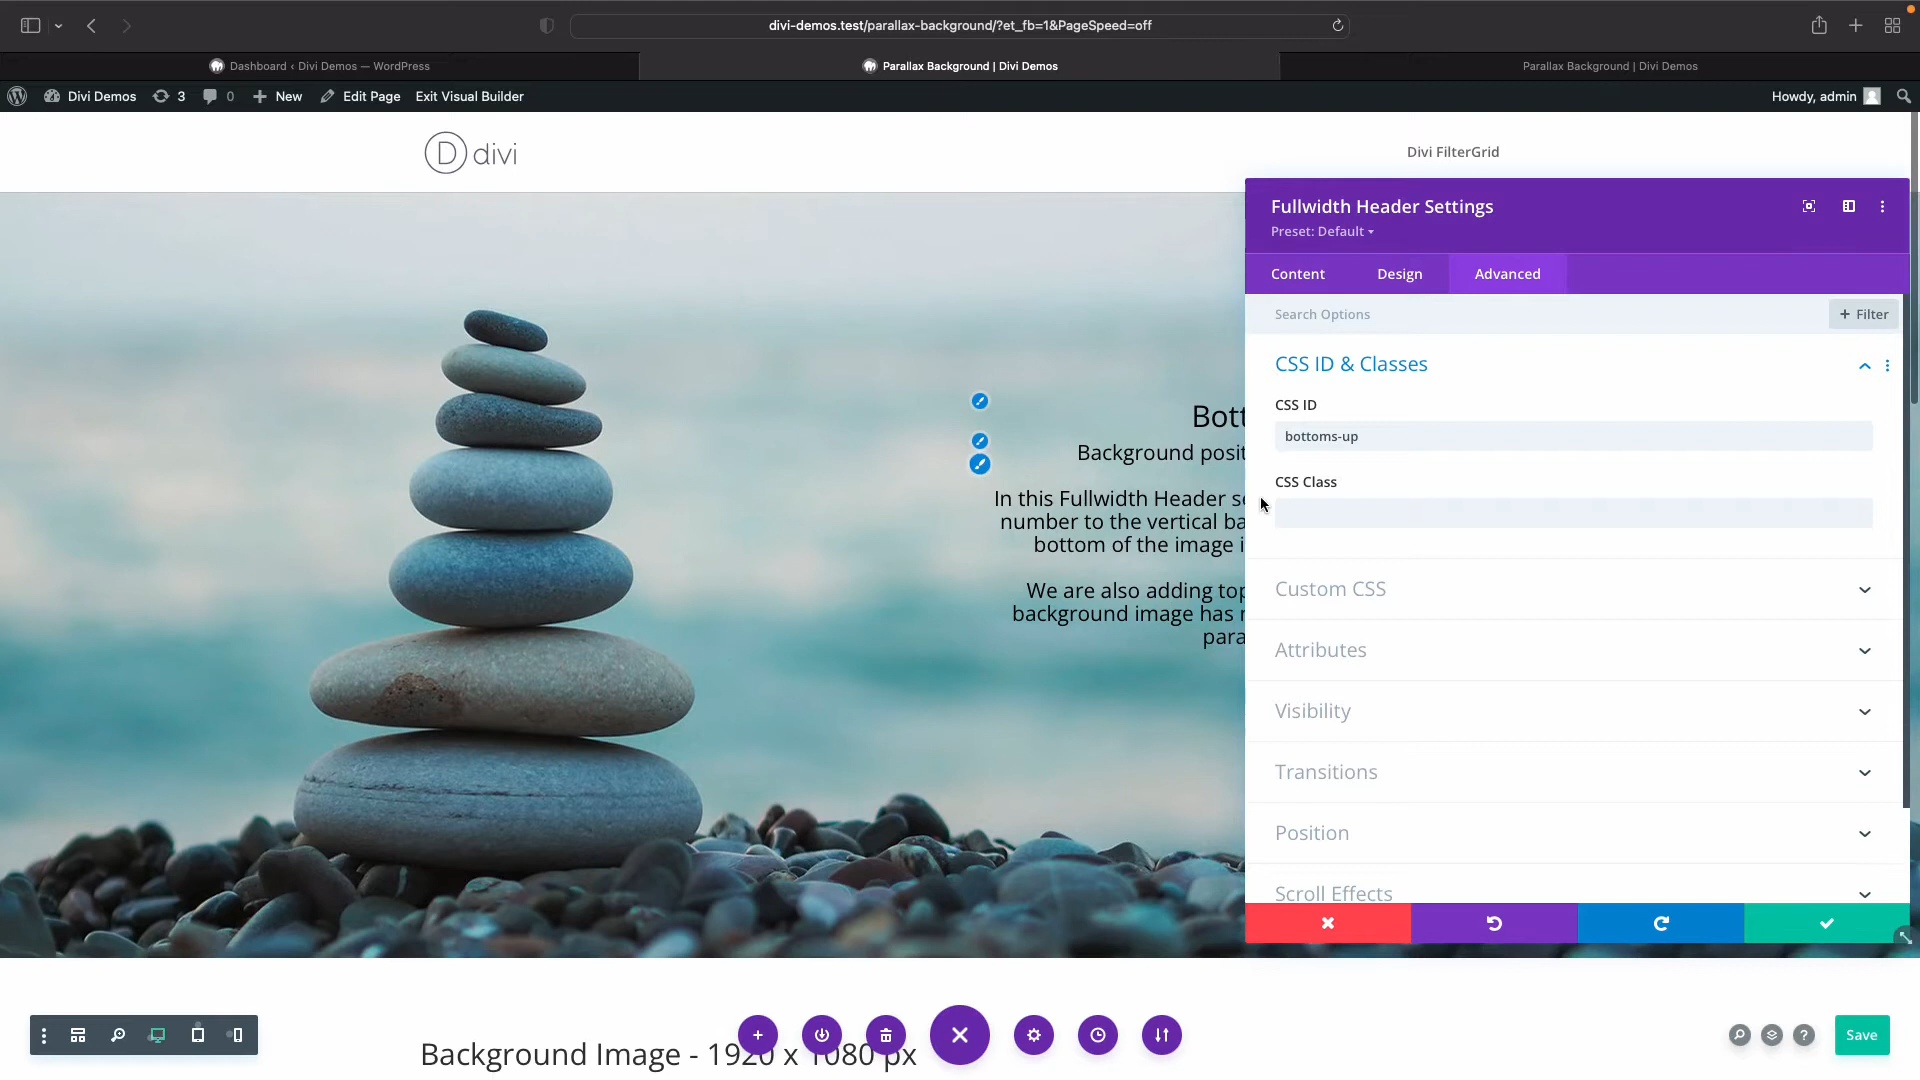 divi-demos.test/parallax-background/?et_fb=1&PageSpeed=off
Dashboard ‹ Divi Demos — WordPress
Parallax Background | Divi Demos
Parallax Background | Divi Demos
Divi Demos 3 0 New Edit Page Exit Visual Builder Howdy, admin
D divi
Divi FilterGrid
Fullwidth Header Settings
Preset: Default
Content Design Advanced
Search Options
+ Filter
CSS ID & Classes
CSS ID
bottoms-up
CSS Class
Custom CSS
Attributes
Visibility
Transitions
Position
Scroll Effects
Bott
Background posit
In this Fullwidth Header se
number to the vertical ba
bottom of the image i
We are also adding top
background image has r
para
Background Image - 1920 x 1080 px
Save